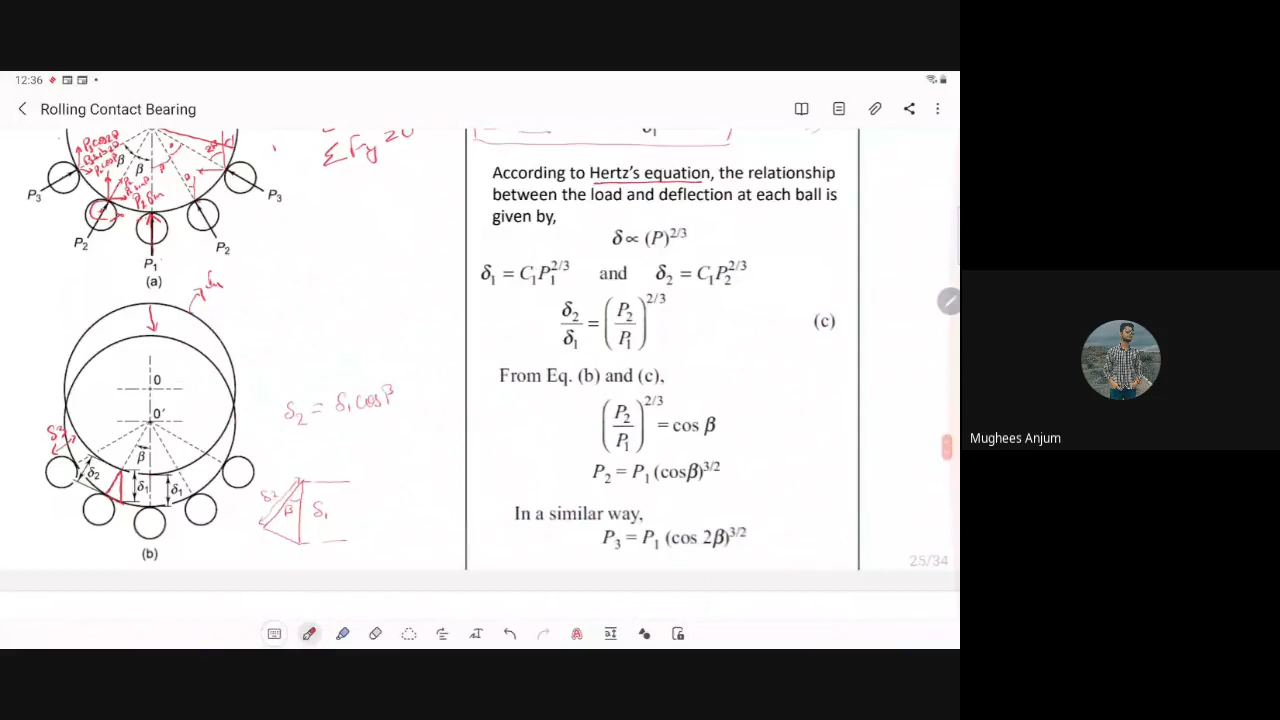 12:36
Rolling Contact Bearing
β
β
P3
P3
P2
P2
P1
(a)
O
O'
δ2 = δ1 cosβ
δ3
β
δ2
δ1
δ1
δ2
β
δ1
(b)
According to Hertz's equation, the relationship
between the load and deflection at each ball is
given by,
δ ∝ (P)^2/3
δ1 = C1P1^2/3 and δ2 = C1P2^2/3
δ2/δ1 = (P2/P1)^2/3 (c)
From Eq. (b) and (c),
(P2/P1)^2/3 = cos β
P2 = P1 (cosβ)^3/2
In a similar way,
P3 = P1 (cos 2β)^3/2
25/34
Mughees Anjum